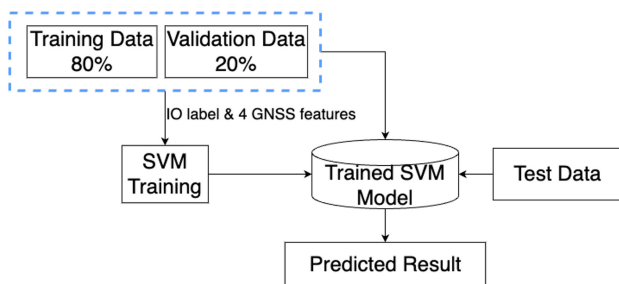 Training Data
80%
Validation Data
20%
IO label & 4 GNSS features
SVM
Training
Trained SVM
Model
Test Data
Predicted Result